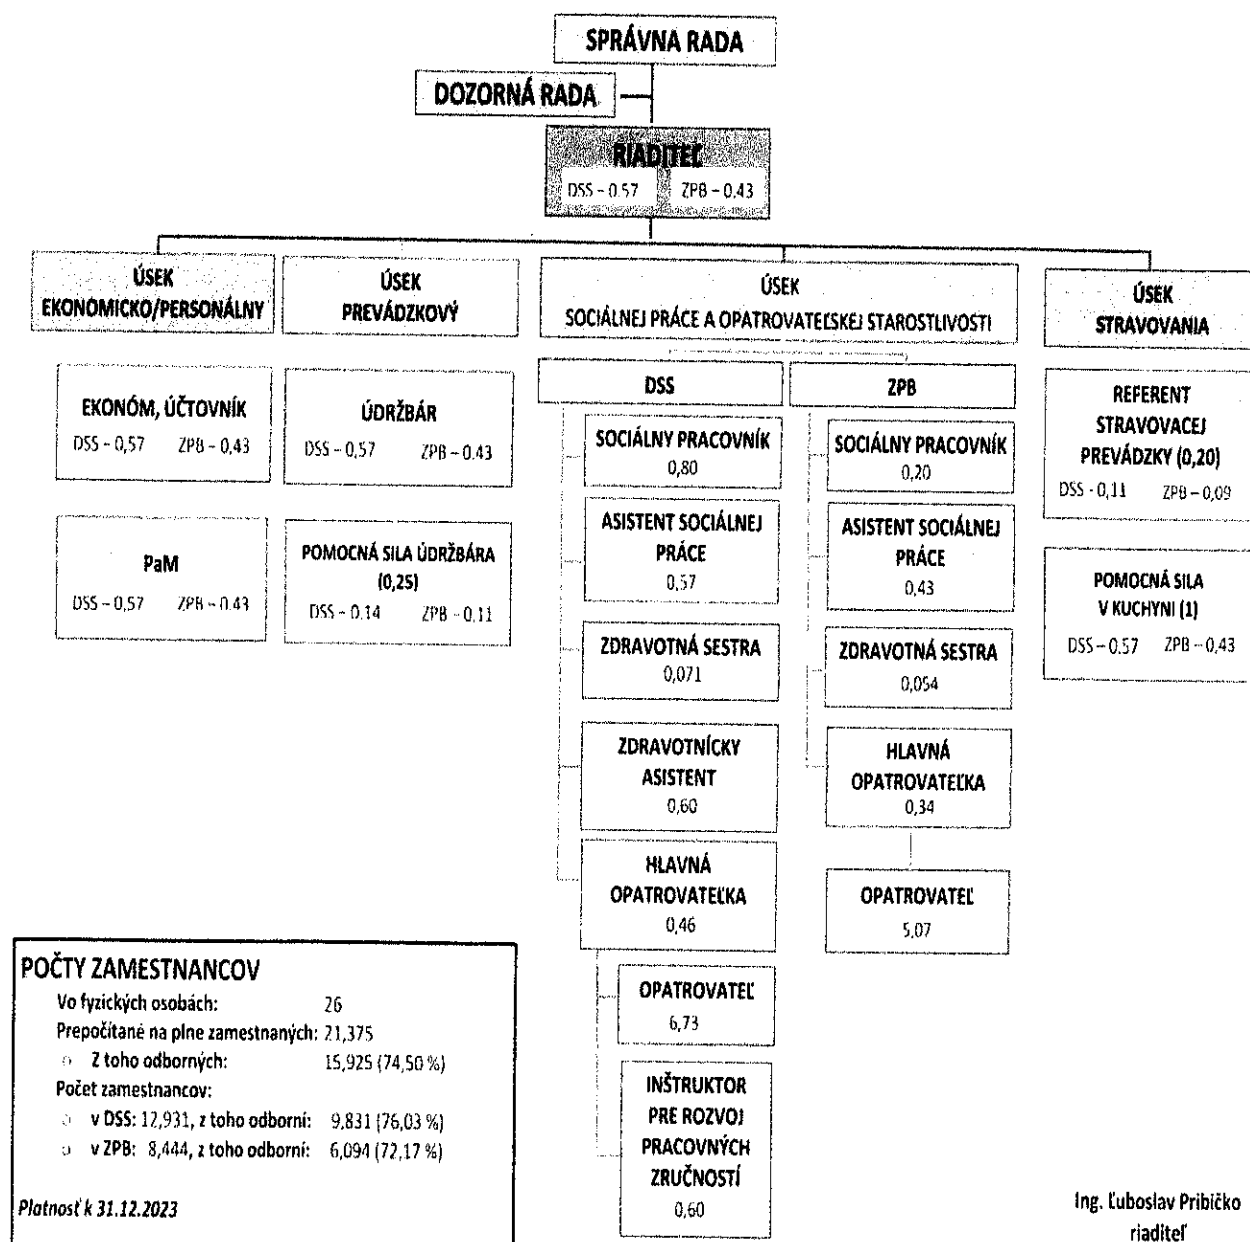 SPRÁVNA RADA
DOZORNÁ RADA
RIADITEĽ
DSS – 0,57 ZPB – 0,43
ÚSEK
EKONOMICKO/PERSONÁLNY
EKONÓM, ÚČTOVNÍK
DSS – 0,57 ZPB – 0,43
PaM
DSS – 0,57 ZPB – 0,43
ÚSEK
PREVÁDZKOVÝ
ÚDRŽBÁR
DSS – 0,57 ZPB – 0,43
POMOCNÁ SILA ÚDRŽBÁRA
(0,25)
DSS – 0,14 ZPB – 0,11
ÚSEK
SOCIÁLNEJ PRÁCE A OPATROVATEĽSKEJ STAROSTLIVOSTI
DSS
SOCIÁLNY PRACOVNÍK
0,80
ASISTENT SOCIÁLNEJ
PRÁCE
0,57
ZDRAVOTNÁ SESTRA
0,071
ZDRAVOTNÍCKY
ASISTENT
0,60
HLAVNÁ
OPATROVATEĽKA
0,46
OPATROVATEĽ
6,73
INŠTRUKTOR
PRE ROZVOJ
PRACOVNÝCH
ZRUČNOSTÍ
0,60
ZPB
SOCIÁLNY PRACOVNÍK
0,20
ASISTENT SOCIÁLNEJ
PRÁCE
0,43
ZDRAVOTNÁ SESTRA
0,054
HLAVNÁ
OPATROVATEĽKA
0,34
OPATROVATEĽ
5,07
ÚSEK
STRAVOVANIA
REFERENT
STRAVOVACEJ
PREVÁDZKY (0,20)
DSS - 0,11 ZPB – 0,09
POMOCNÁ SILA
V KUCHYNI (1)
DSS – 0,57 ZPB – 0,43
POČTY ZAMESTNANCOV
Vo fyzických osobách: 26
Prepočítané na plne zamestnaných: 21,375
o Z toho odborných: 15,925 (74,50 %)
Počet zamestnancov:
o v DSS: 12,931, z toho odborní: 9,831 (76,03 %)
o v ZPB: 8,444, z toho odborní: 6,094 (72,17 %)
Platnosť k 31.12.2023
Ing. Ľuboslav Pribičko
riaditeľ